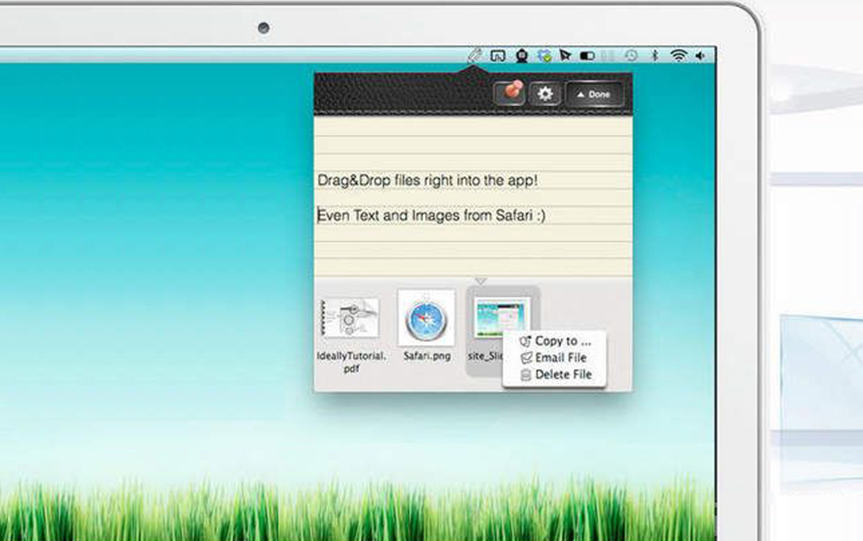 Done
Drag&Drop files right into the app!
Even Text and Images from Safari :)
IdeallyTutorial.
pdf
Safari.png
site_Sli
Copy to ...
Email File
Delete File